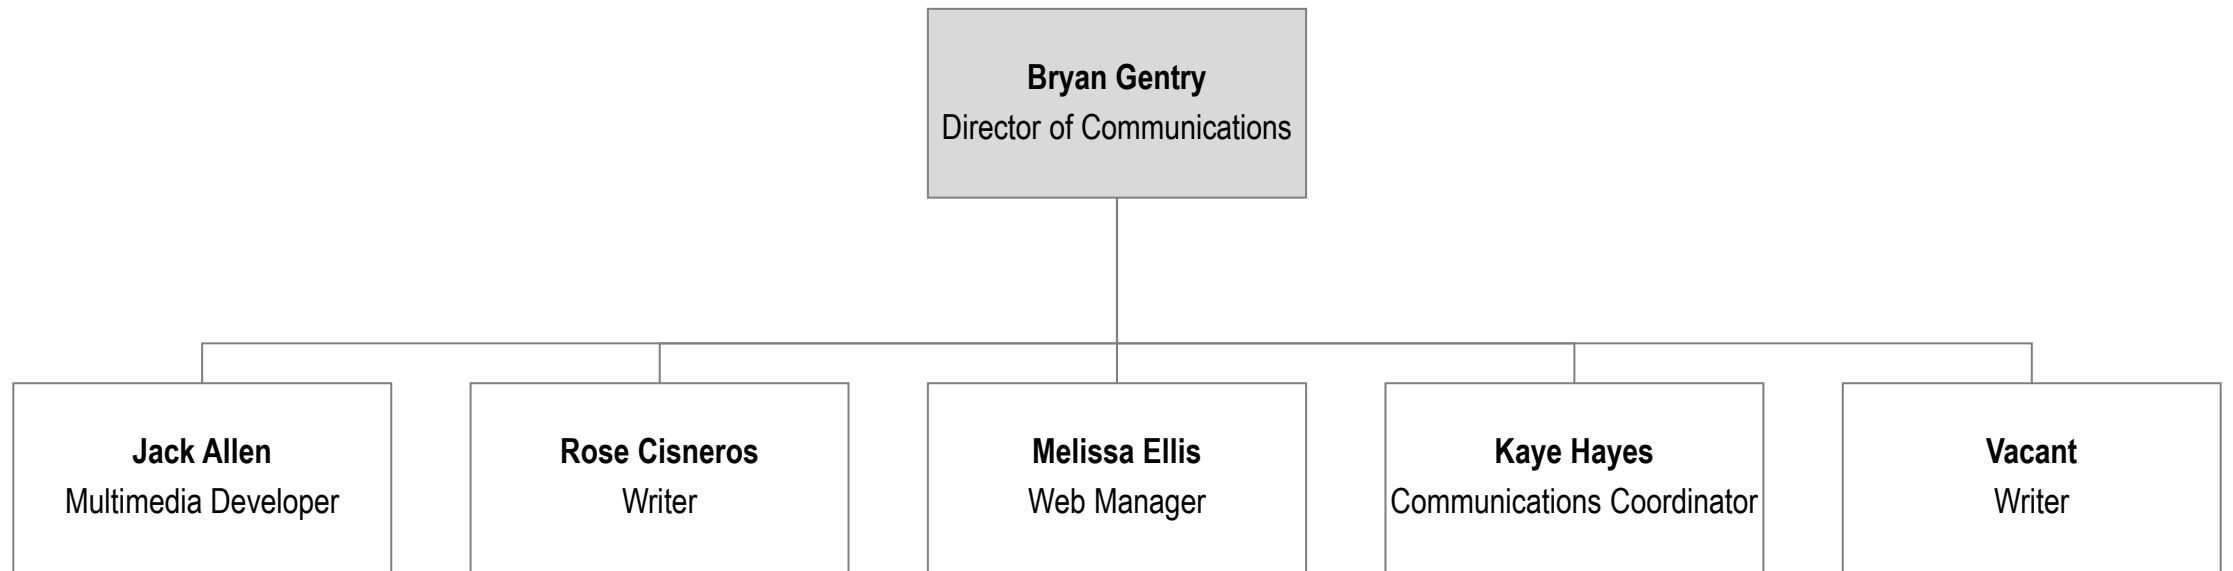 Bryan Gentry
Director of Communications
Jack Allen
Multimedia Developer
Rose Cisneros
Writer
Melissa Ellis
Web Manager
Kaye Hayes
Communications Coordinator
Vacant
Writer